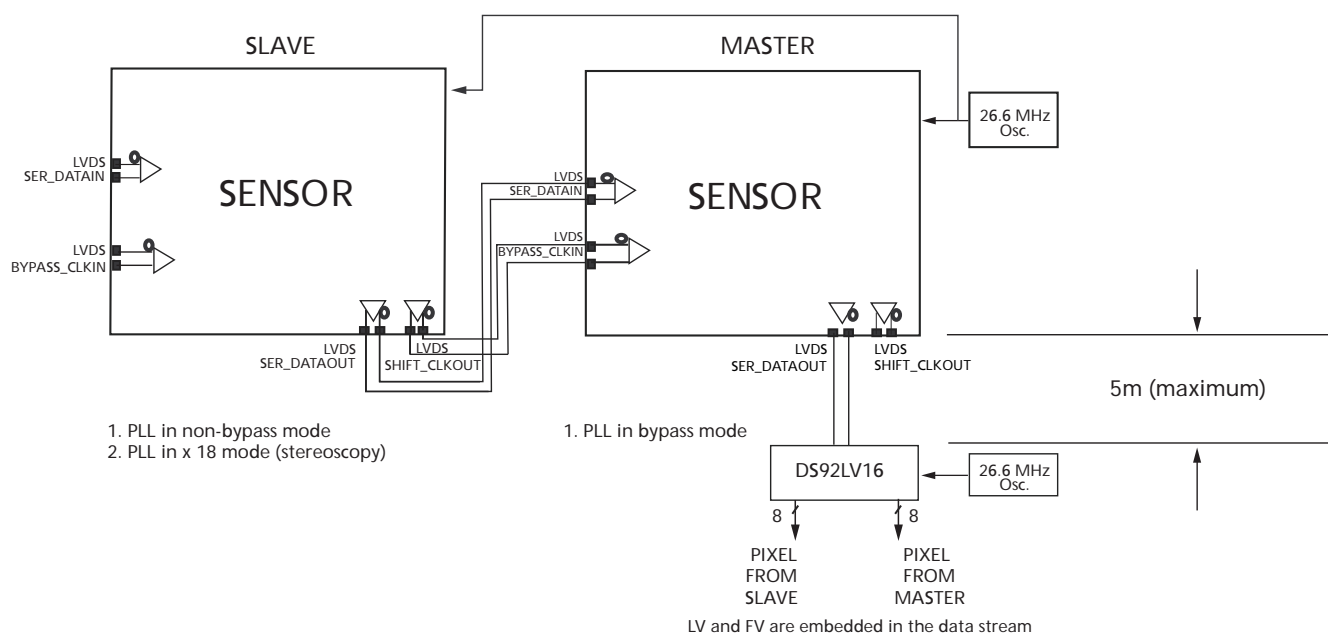 SLAVE
MASTER
26.6 MHz
Osc.
LVDS
SER_DATAIN
SENSOR
LVDS
BYPASS_CLKIN
LVDS
SER_DATAIN
SENSOR
LVDS
BYPASS_CLKIN
LVDS
SER_DATAOUT
LVDS
SHIFT_CLKOUT
LVDS
SER_DATAOUT
LVDS
SHIFT_CLKOUT
5m (maximum)
1. PLL in non-bypass mode
2. PLL in x 18 mode (stereoscopy)
1. PLL in bypass mode
DS92LV16
26.6 MHz
Osc.
8
8
PIXEL
FROM
SLAVE
PIXEL
FROM
MASTER
LV and FV are embedded in the data stream